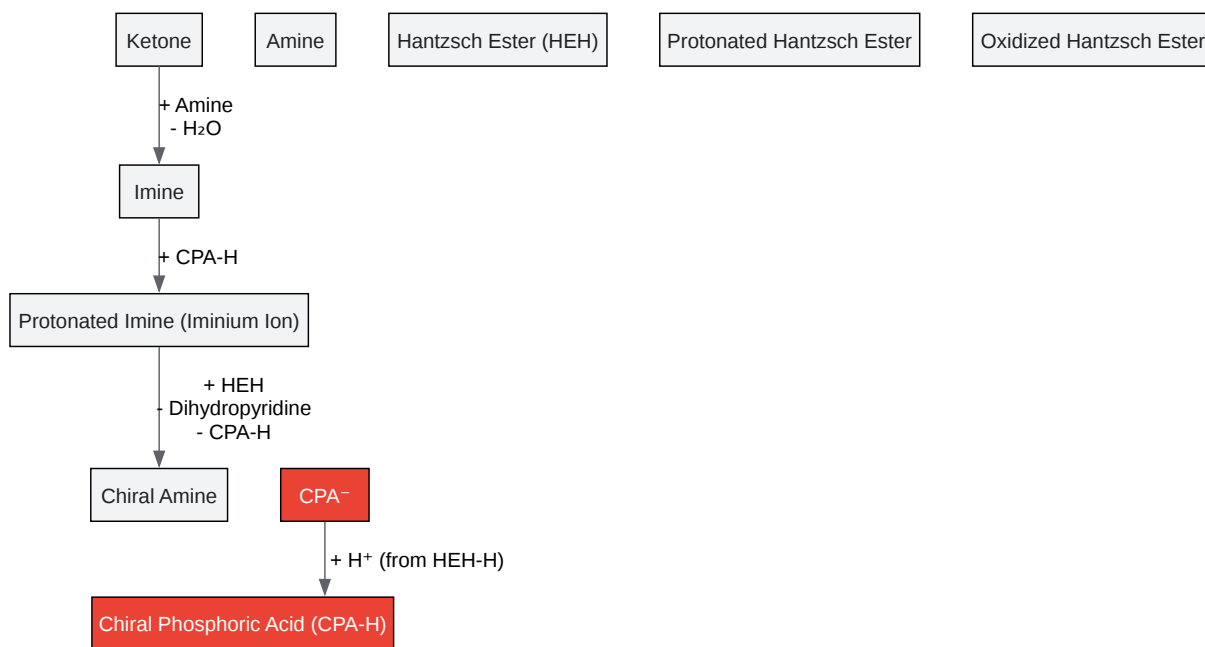 Ketone
Amine
Hantzsch Ester (HEH)
Protonated Hantzsch Ester
Oxidized Hantzsch Ester
+ Amine
- H₂O
Imine
+ CPA-H
Protonated Imine (Iminium Ion)
+ HEH
- Dihydropyridine
- CPA-H
Chiral Amine
CPA⁻
+ H⁺ (from HEH-H)
Chiral Phosphoric Acid (CPA-H)